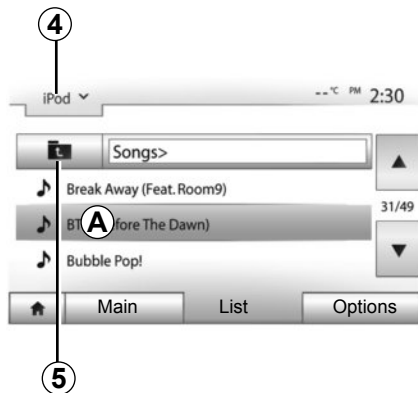 4
iPod --°C PM 2:30
Songs>
Break Away (Feat. Room9)
31/49
A fore The Dawn)
Bubble Pop!
Main List Options
5